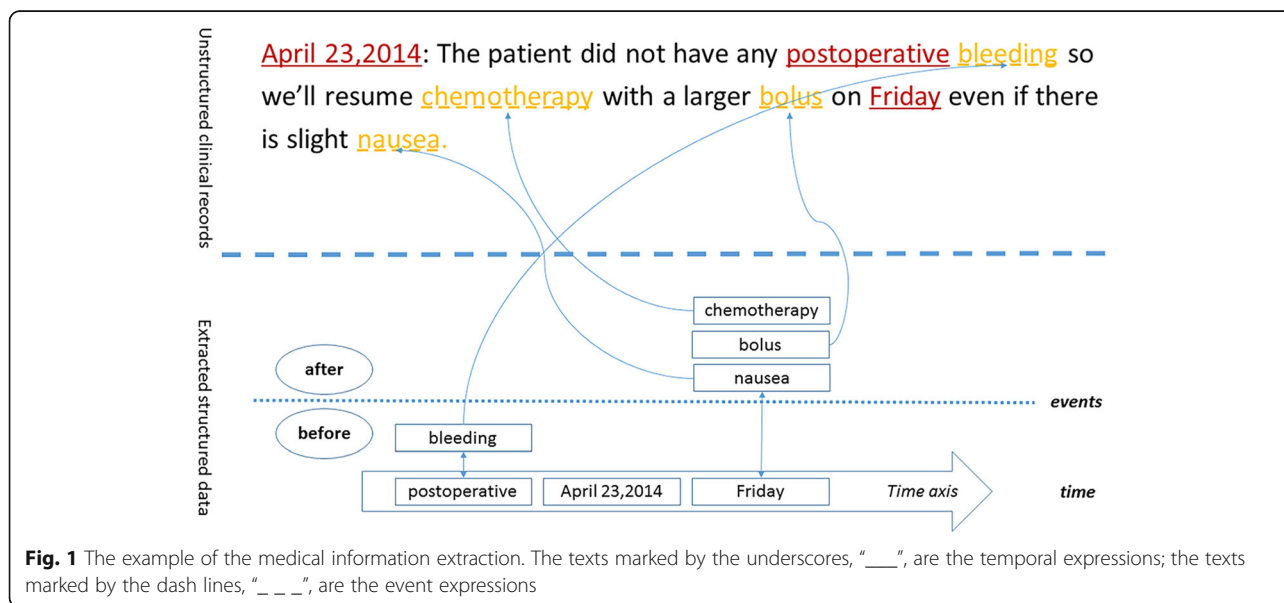 Unstructured clinical records
April 23,2014: The patient did not have any postoperative bleeding so
we'll resume chemotherapy with a larger bolus on Friday even if there
is slight nausea.
Extracted structured data
chemotherapy
bolus
after
nausea
events
before
bleeding
postoperative April 23,2014 Friday Time axis time
Fig. 1 The example of the medical information extraction. The texts marked by the underscores, “___”, are the temporal expressions; the texts
marked by the dash lines, “_ _ _”, are the event expressions